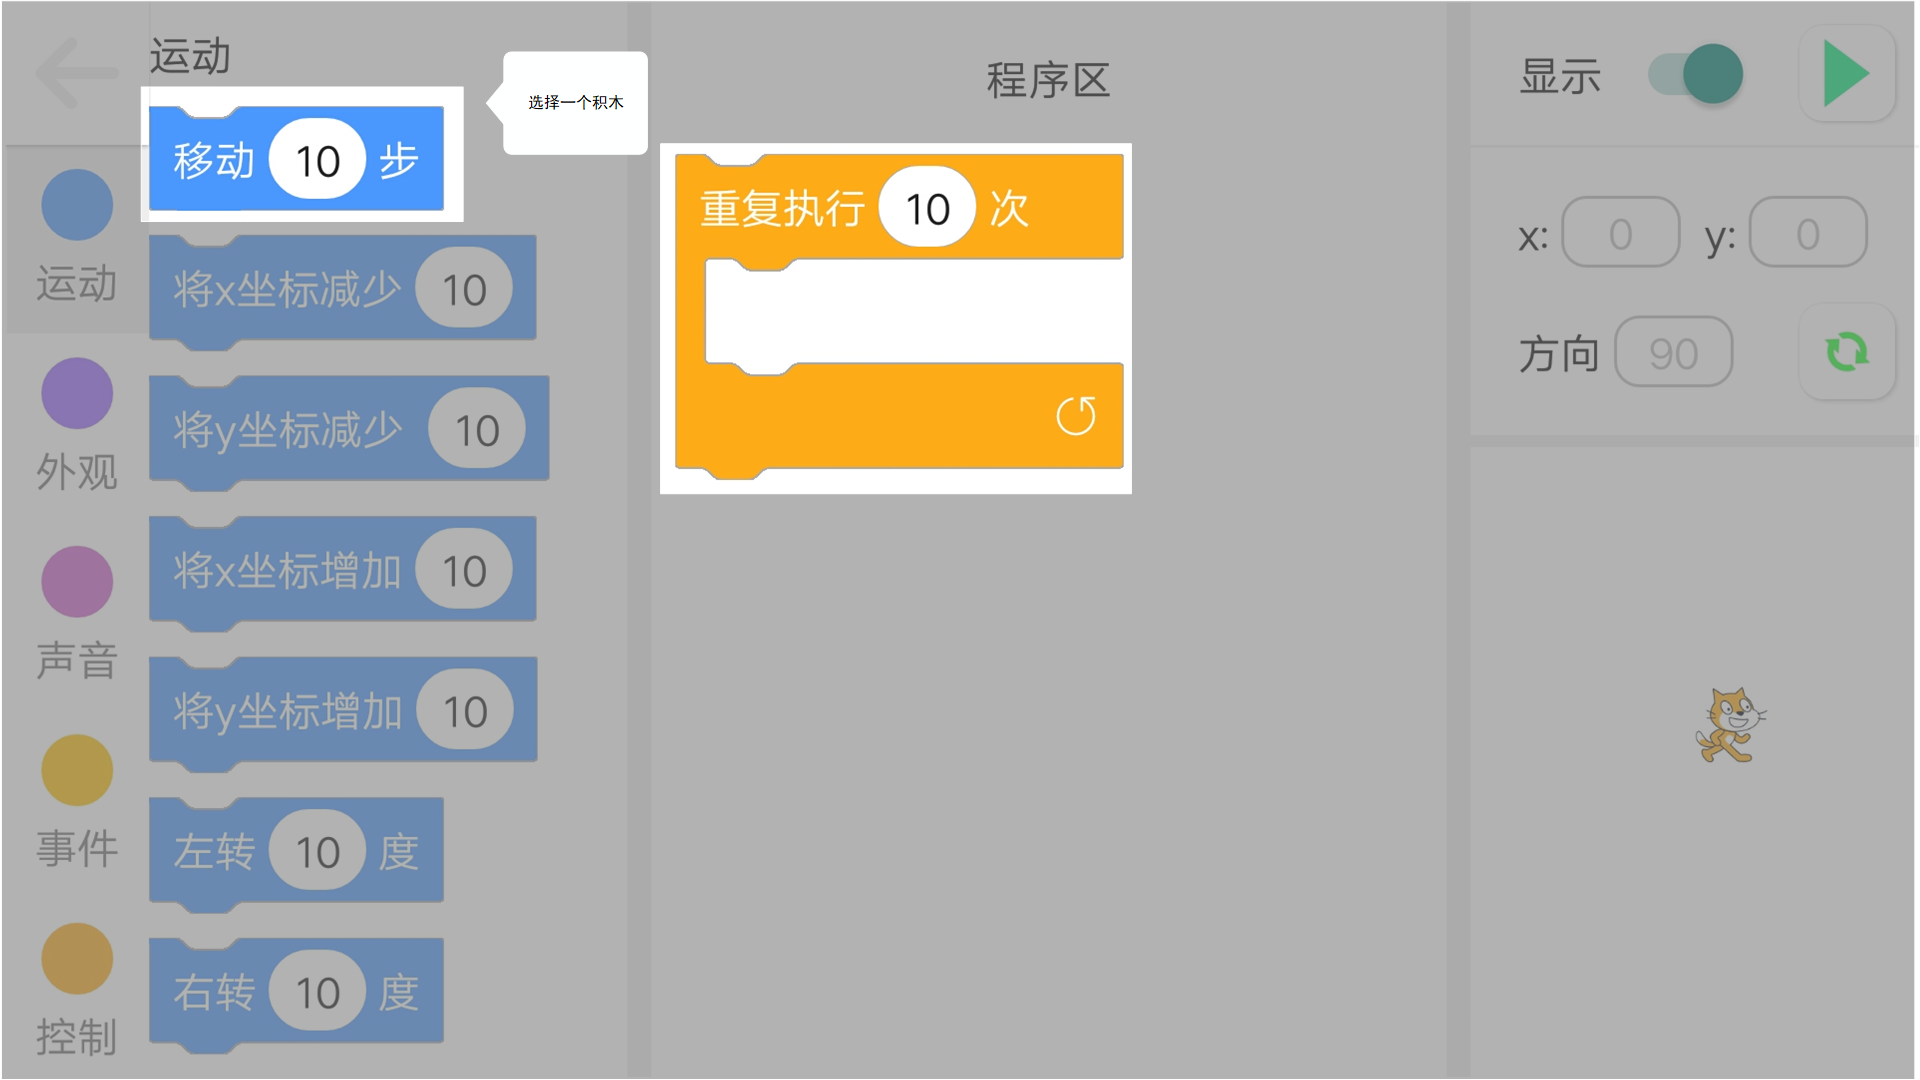 运动
选择一个积木
移动 10 步
将x坐标减少 10
将y坐标减少 10
将x坐标增加 10
将y坐标增加 10
左转 10 度
右转 10 度
运动
外观
声音
事件
控制
程序区
重复执行 10 次
显示
x: 0 y: 0
方向 90